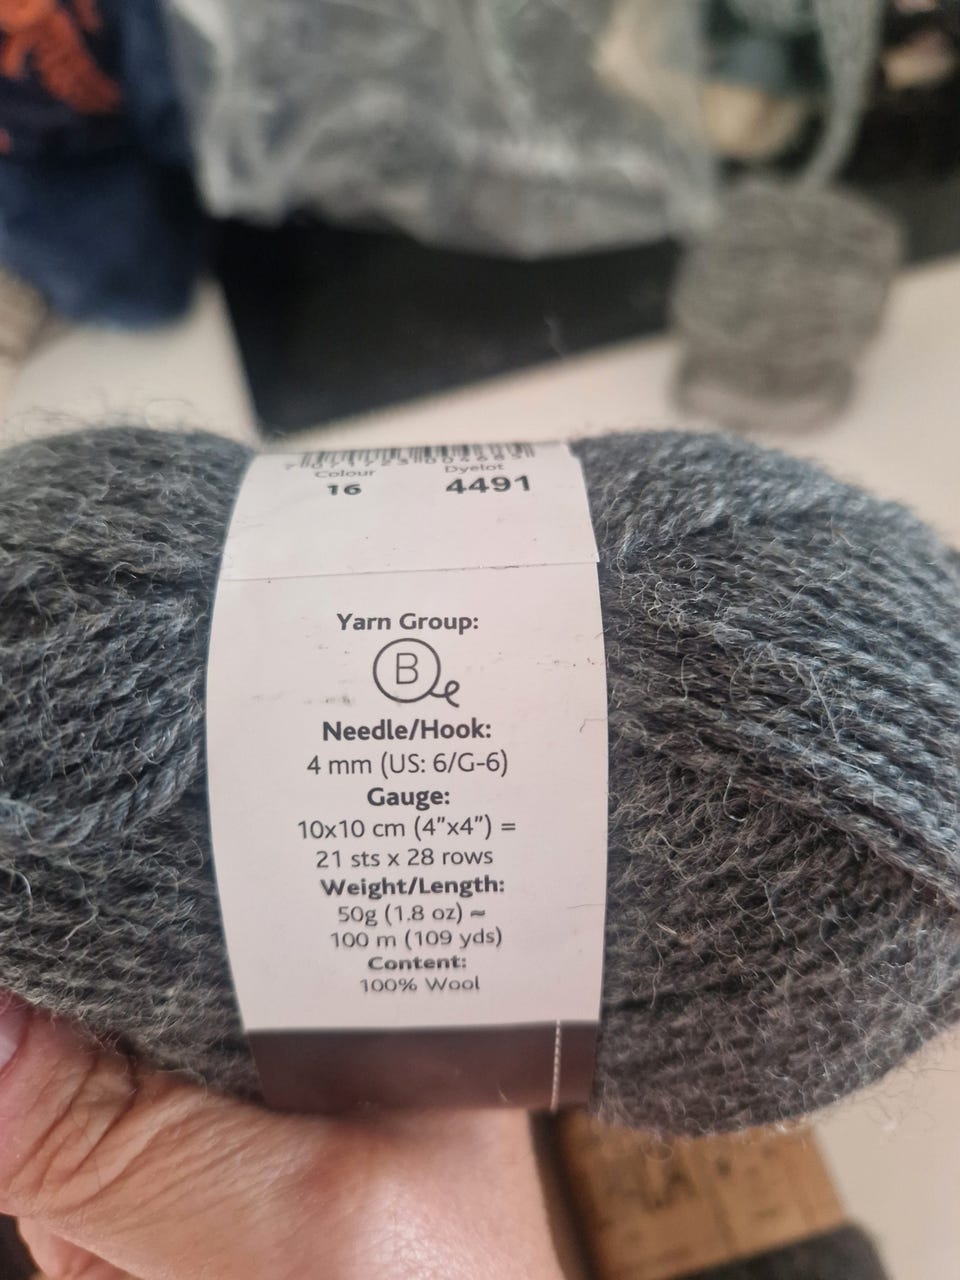 Colour Dyelot
16 4491
Yarn Group:
B
Needle/Hook:
4 mm (US: 6/G-6)
Gauge:
10x10 cm (4”x4”) =
21 sts x 28 rows
Weight/Length:
50g (1.8 oz) ≈
100 m (109 yds)
Content:
100% Wool